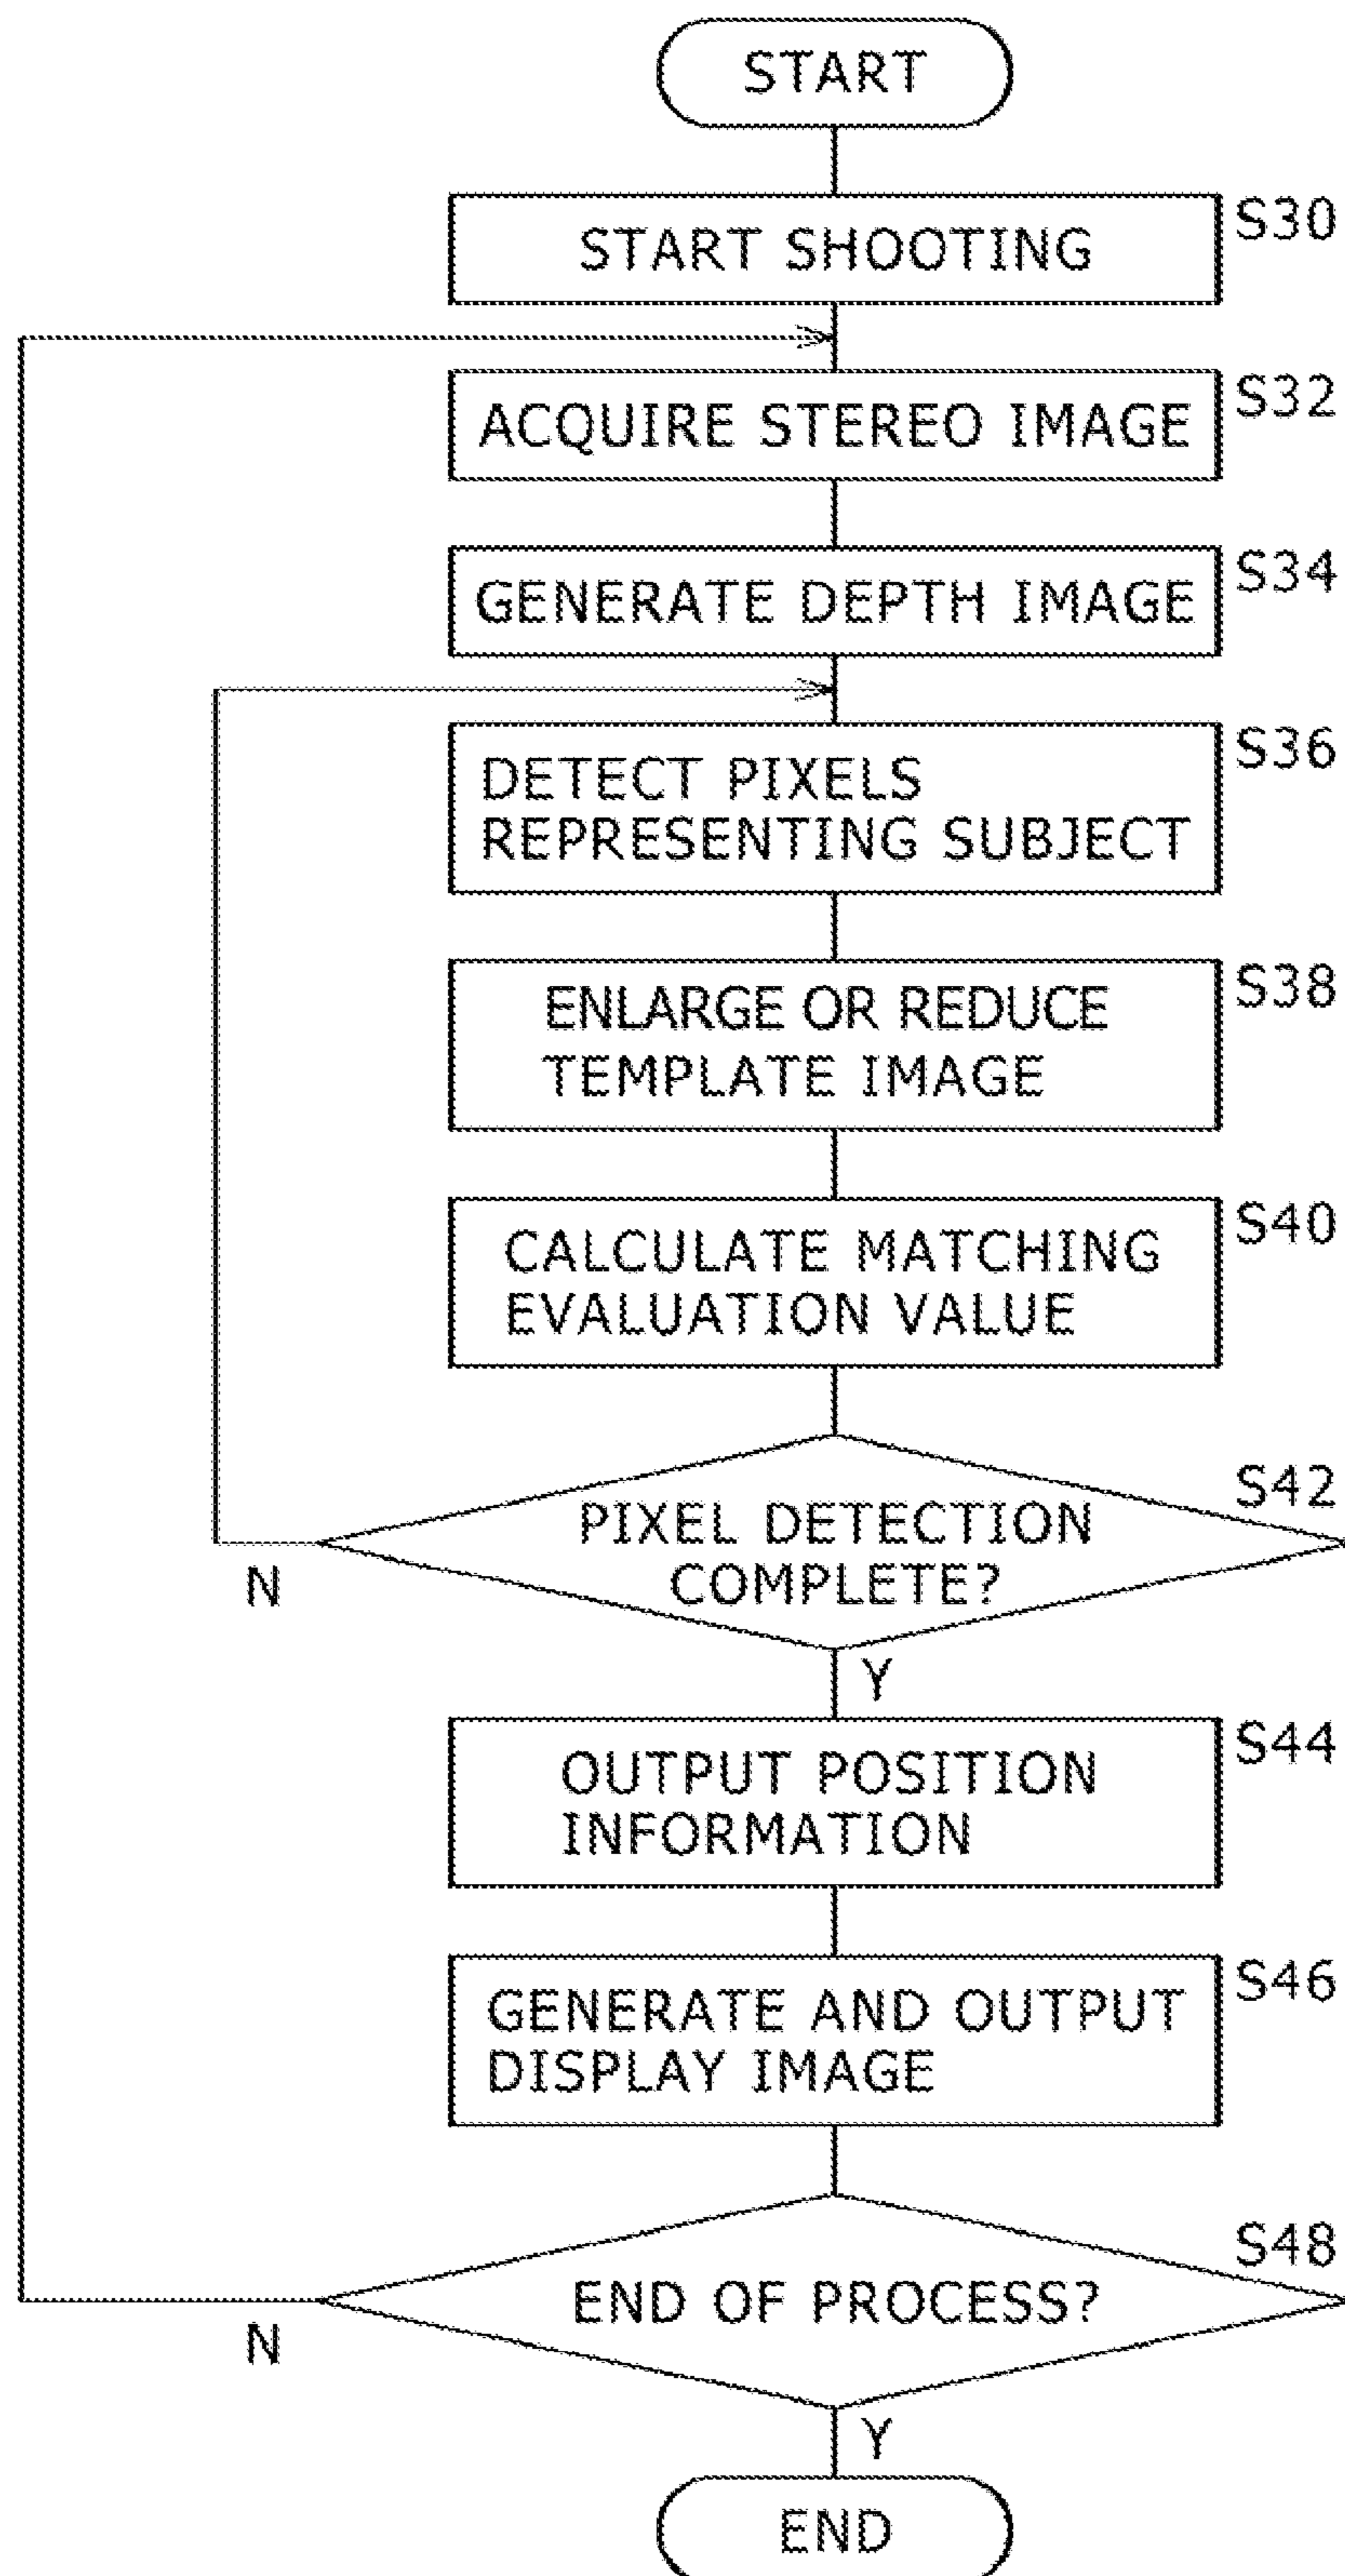 START
START SHOOTING
S30
ACQUIRE STEREO IMAGE
S32
GENERATE DEPTH IMAGE
S34
DETECT PIXELS
REPRESENTING SUBJECT
S36
ENLARGE OR REDUCE
TEMPLATE IMAGE
S38
CALCULATE MATCHING
EVALUATION VALUE
S40
PIXEL DETECTION
COMPLETE?
S42
N
Y
OUTPUT POSITION
INFORMATION
S44
GENERATE AND OUTPUT
DISPLAY IMAGE
S46
END OF PROCESS?
S48
N
Y
END